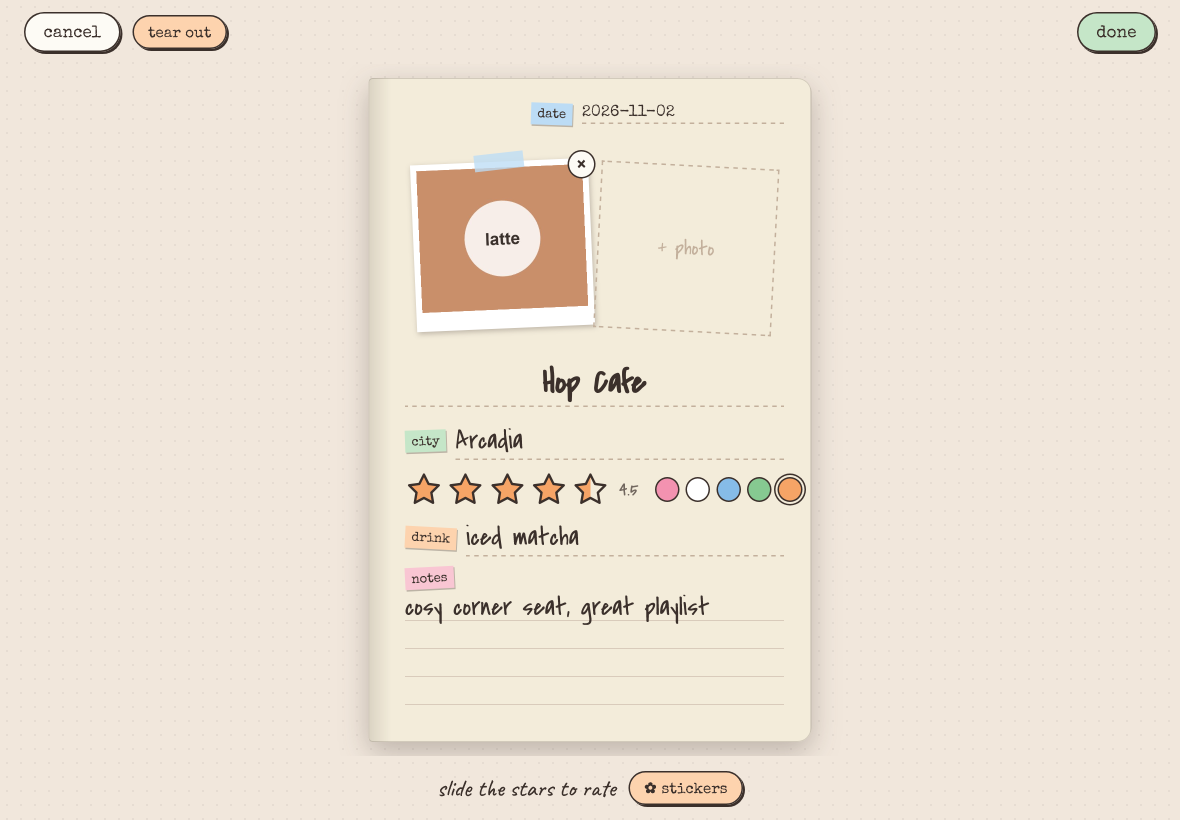 cancel
tear out
done
date 2026-11-02
latte
×
+ photo
Hop Cafe
city Arcadia
4.5
drink iced matcha
notes
cosy corner seat, great playlist
slide the stars to rate
✿ stickers